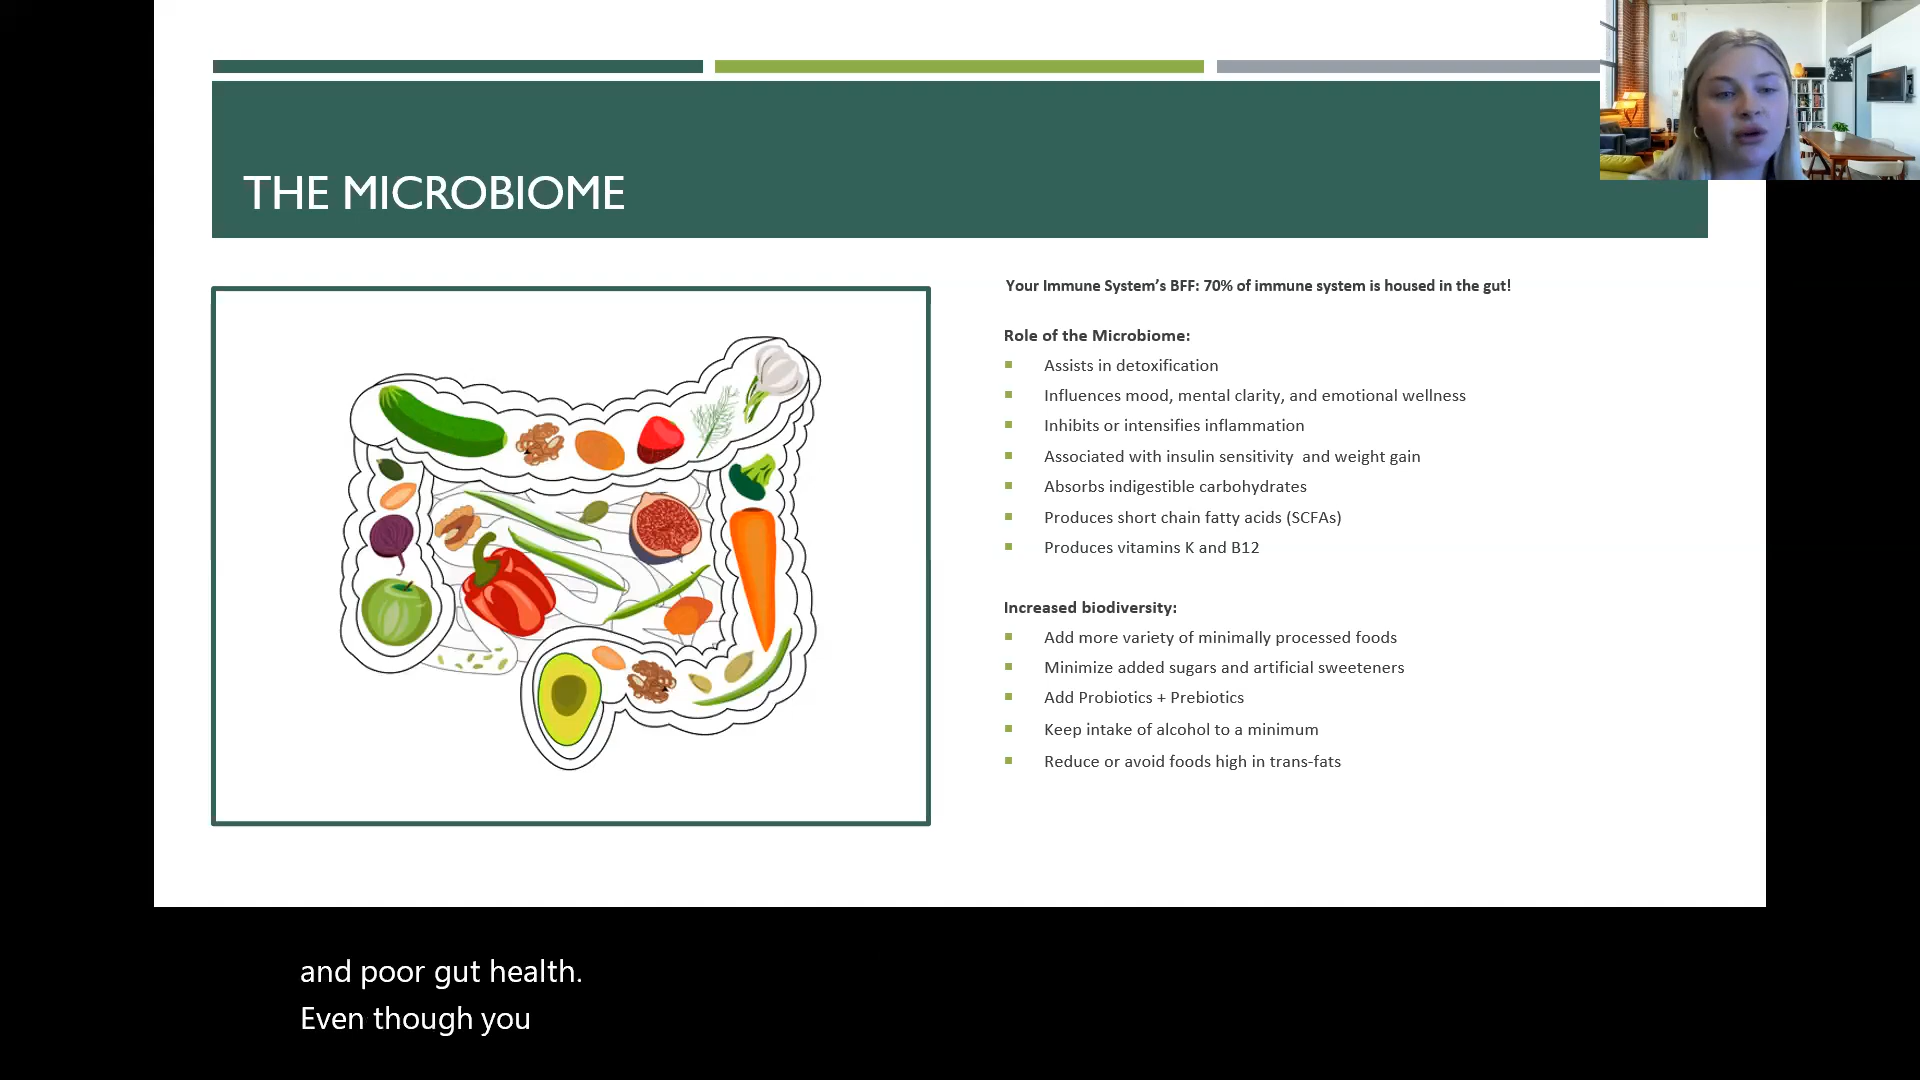 THE MICROBIOME
Your Immune System’s BFF: 70% of immune system is housed in the gut!
Role of the Microbiome:
Assists in detoxification
Influences mood, mental clarity, and emotional wellness
Inhibits or intensifies inflammation
Associated with insulin sensitivity  and weight gain
Absorbs indigestible carbohydrates
Produces short chain fatty acids (SCFAs)
Produces vitamins K and B12
Increased biodiversity:
Add more variety of minimally processed foods
Minimize added sugars and artificial sweeteners
Add Probiotics + Prebiotics
Keep intake of alcohol to a minimum
Reduce or avoid foods high in trans-fats
and poor gut health.
Even though you